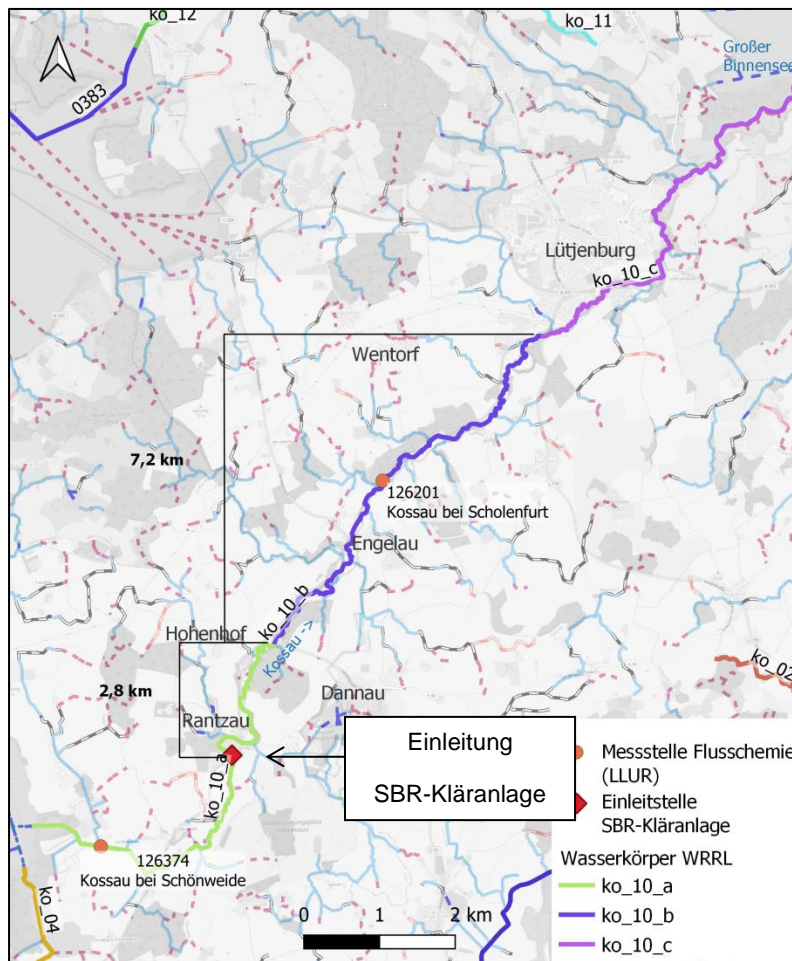 ko_12
ko_11
Großer
Binnensee
0383
Lütjenburg
ko_10_c
Wentorf
7,2 km
126201
Kossau bei Scholenfurt
Engelau
ko_10_b
Hohenhof
Kossau ->
ko_02
2,8 km
Dannau
Rantzau
Einleitung
SBR-Kläranlage
ko_10_a
126374
Kossau bei Schönweide
ko_04
0 1 2 km
Messstelle Flusschemie
(LLUR)
Einleitstelle
SBR-Kläranlage
Wasserkörper WRRL
ko_10_a
ko_10_b
ko_10_c